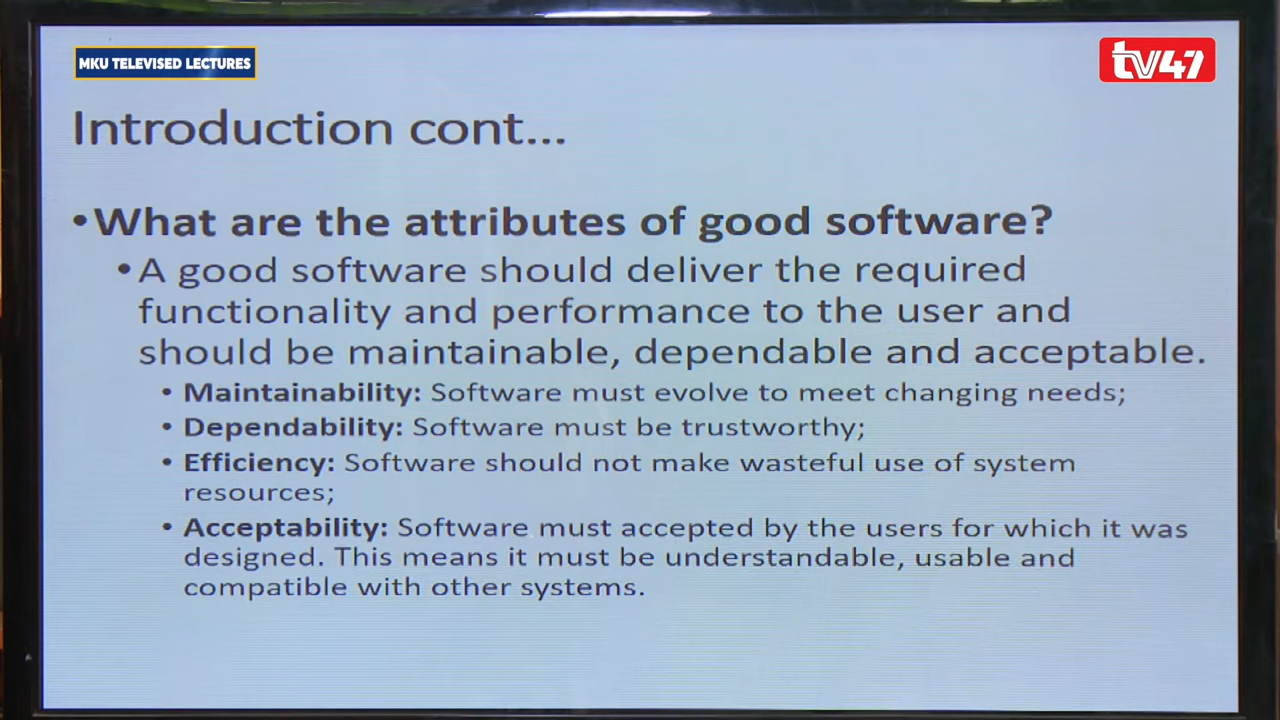 MKU TELEVISED LECTURES
tv47
Introduction cont...
•What are the attributes of good software?
•A good software should deliver the required
functionality and performance to the user and
should be maintainable, dependable and acceptable.
• Maintainability: Software must evolve to meet changing needs;
• Dependability: Software must be trustworthy;
• Efficiency: Software should not make wasteful use of system
resources;
• Acceptability: Software must accepted by the users for which it was
designed. This means it must be understandable, usable and
compatible with other systems.